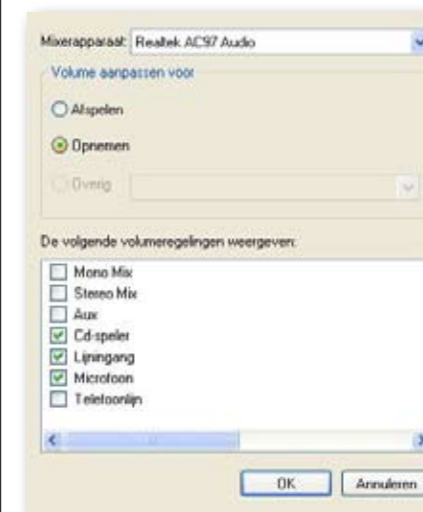 Mixerapparaat: Realtek AC97 Audio
Volume aanpassen voor
Afspelen
Opnemen
Overig
De volgende volumeregelingen weergeven:
Mono Mix
Stereo Mix
Aux
Cd-speler
Lijningang
Microfoon
Telefoonlijn
OK Annuleren